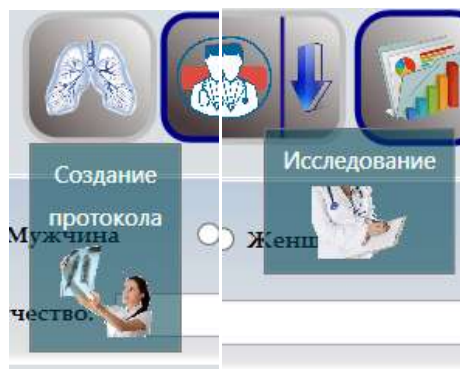 Создание
протокола
Исследование
Мужчина
Женщ
чество: